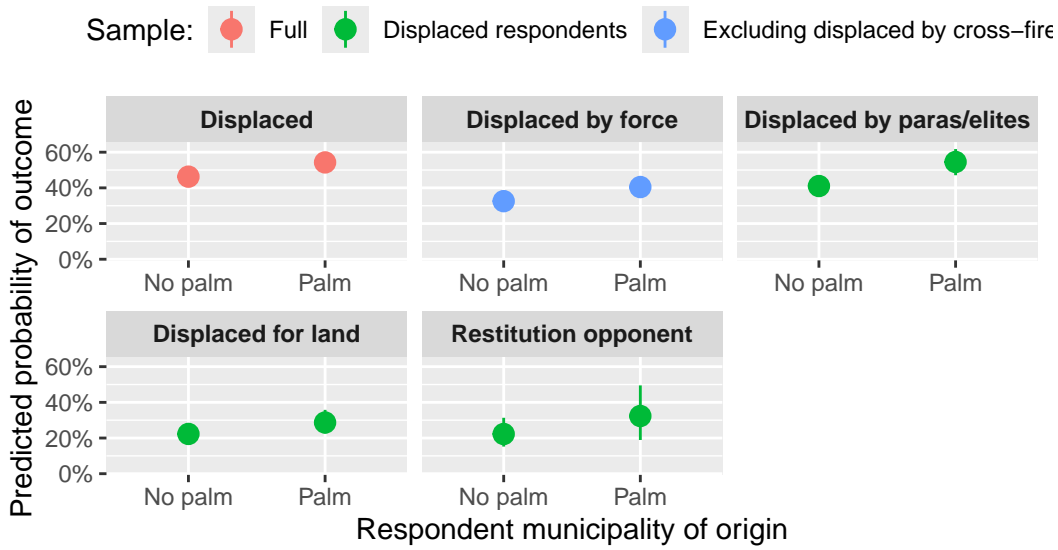 Sample: Full Displaced respondents Excluding displaced by cross−fire
Predicted probability of outcome
Displaced Displaced by force Displaced by paras/elites
60%
40%
20%
0%
No palm Palm No palm Palm No palm Palm
Displaced for land Restitution opponent
60%
40%
20%
0%
No palm Palm No palm Palm
Respondent municipality of origin